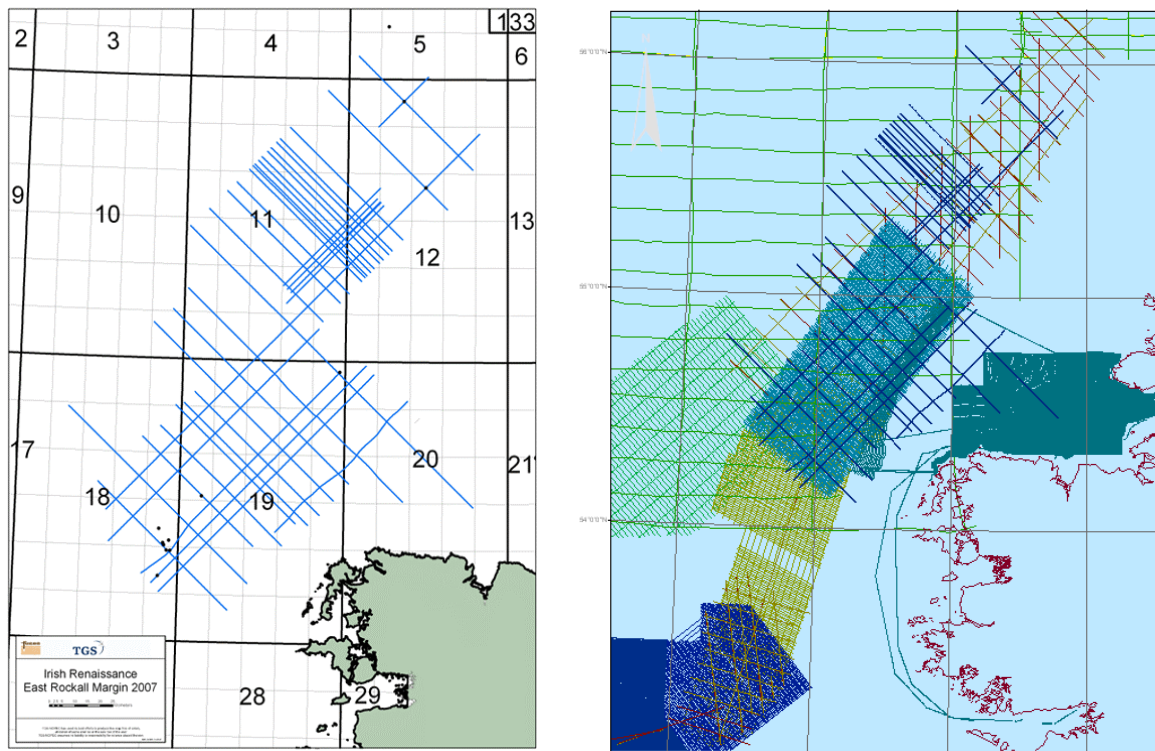 133
2 3 4 5
6
9 10 11 12 13
17 18 19 20 21
28 29
TGS
Irish Renaissance
East Rockall Margin 2007
56°0'0"N
55°0'0"N
54°0'0"N